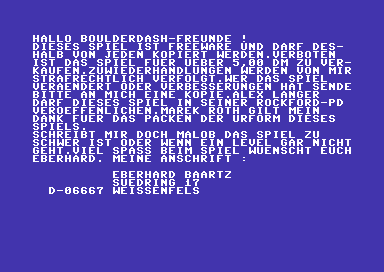 HALLO BOULDERDASH-FREUNDE !
DIESES SPIEL IST FREEWARE UND DARF DES-
HALB VON JEDEN KOPIERT WERDEN.VERBOTEN
IST DAS SPIEL FUER UEBER 5,00 DM ZU VER-
KAUFEN.ZUWIEDERHANDLUNGEN WERDEN VON MIR
STRAFRECHTLICH VERFOLGT.WER DAS SPIEL
VERAENDERT ODER VERBESSERUNGEN HAT SENDE
BITTE AN MICH EINE KOPIE.ALEX LANGER
DARF DIESES SPIEL IN SEINER ROCKFORD-PD
VEROEFFENLICHEN.MAREK ROTH GILT MEIN
DANK FUER DAS PACKEN DER URFORM DIESES
SPIELS.
SCHREIBT MIR DOCH MALOB DAS SPIEL ZU
SCHWER IST ODER WENN EIN LEVEL GAR NICHT
GEHT.VIEL SPASS BEIM SPIEL WUENSCHT EUCH
EBERHARD. MEINE ANSCHRIFT :
EBERHARD BAARTZ
SUEDRING 17
D-06667 WEISSENFELS